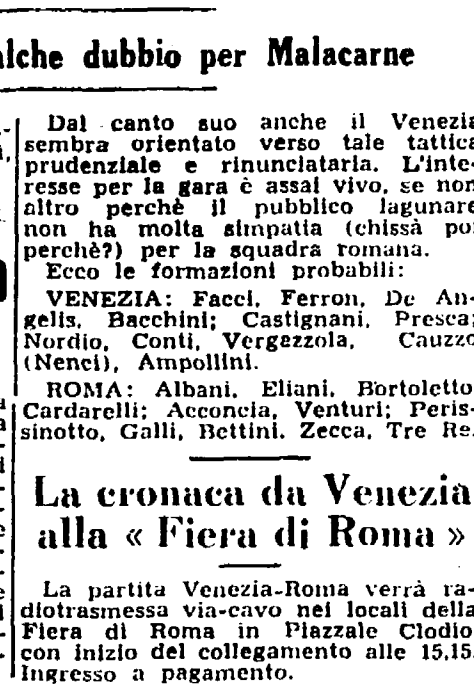 alche dubbio per Malacarne
Dal canto suo anche il Venezia
sembra orientato verso tale tattica
prudenziale e rinunciataria. L'inte-
resse per la gara è assai vivo, se non
altro perchè il pubblico lagunare
non ha molta simpatia (chissà poi
perchè?) per la squadra romana.
Ecco le formazioni probabili:
VENEZIA: Facci, Ferron, De An-
gelis, Bacchini; Castignani, Presca;
Nordio, Conti, Vergazzola, Cauzzo
(Nenci), Ampollini.
ROMA: Albani, Eliani, Bortoletto,
Cardarelli; Acconcia, Venturi; Peris-
sinotto, Galli, Bettini, Zecca, Tre Re.
La cronaca da Venezia
alla « Fiera di Roma »
La partita Venezia-Roma verrà ra-
diotrasmessa via-cavo nei locali della
Fiera di Roma in Piazzale Clodio
con inizio del collegamento alle 15,15.
Ingresso a pagamento.